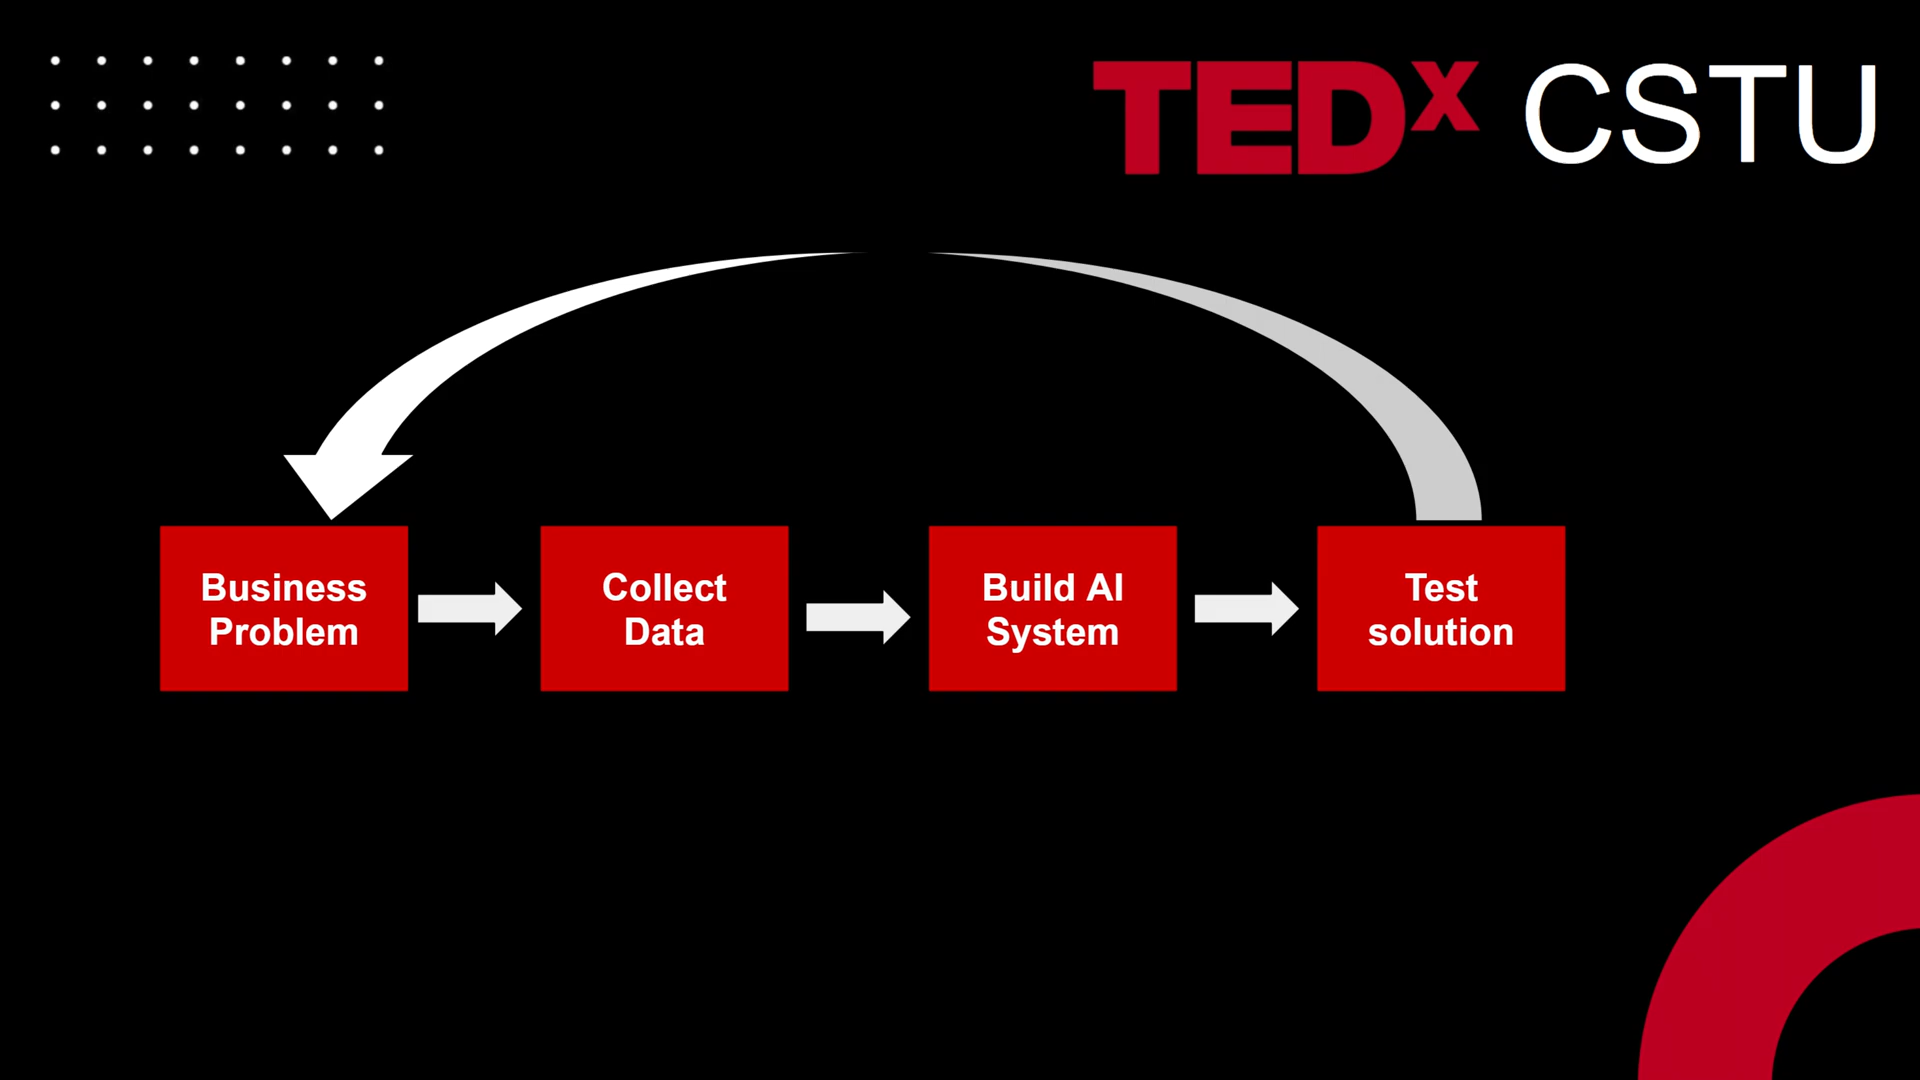 TEDx CSTU
Business
Problem
Collect
Data
Build AI
System
Test
solution